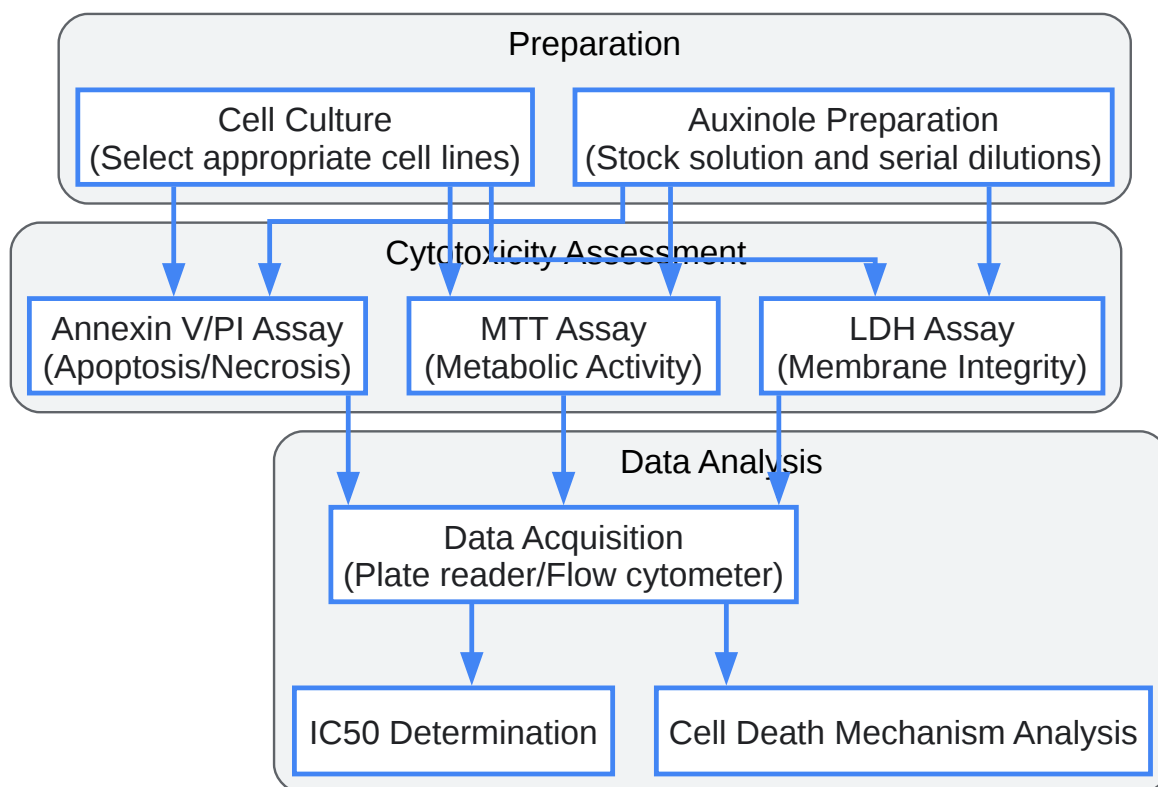 Preparation
Cell Culture
(Select appropriate cell lines)
Auxinole Preparation
(Stock solution and serial dilutions)
Cytotoxicity Assessment
Annexin V/PI Assay
(Apoptosis/Necrosis)
MTT Assay
(Metabolic Activity)
LDH Assay
(Membrane Integrity)
Data Analysis
Data Acquisition
(Plate reader/Flow cytometer)
IC50 Determination
Cell Death Mechanism Analysis